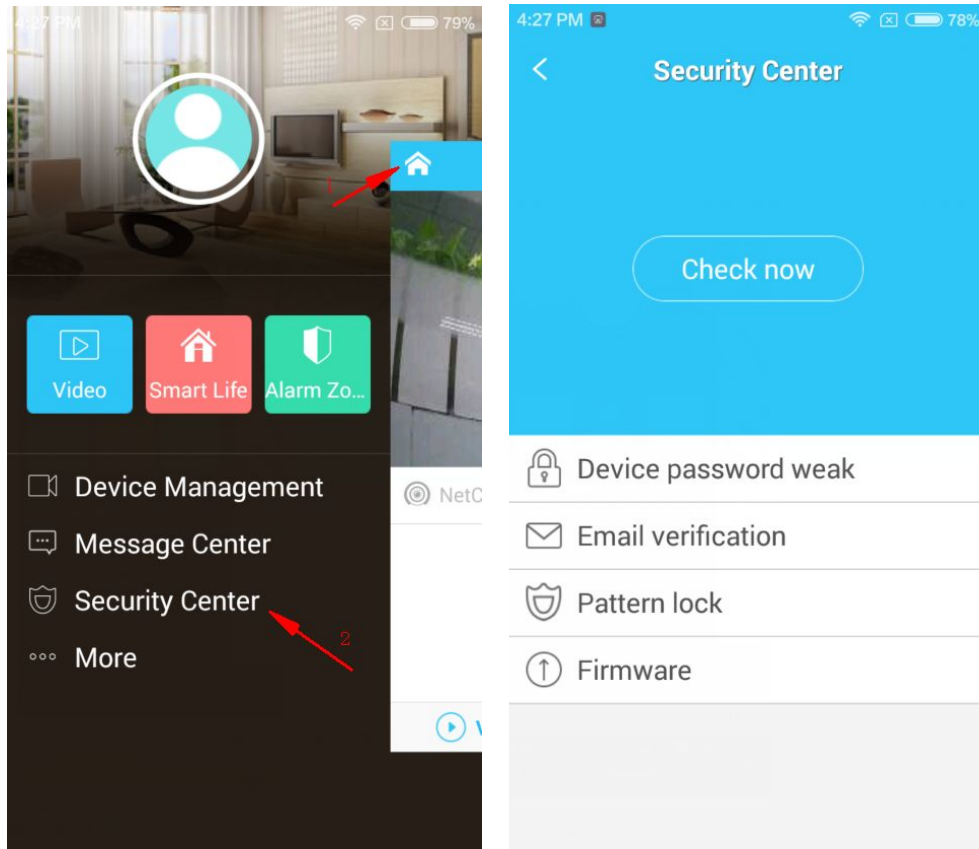 4:27 PM
79%
1
Video
Smart Life
Alarm Zo...
Device Management
NetC
Message Center
Security Center
2
More
4:27 PM
78%
Security Center
Check now
Device password weak
Email verification
Pattern lock
Firmware